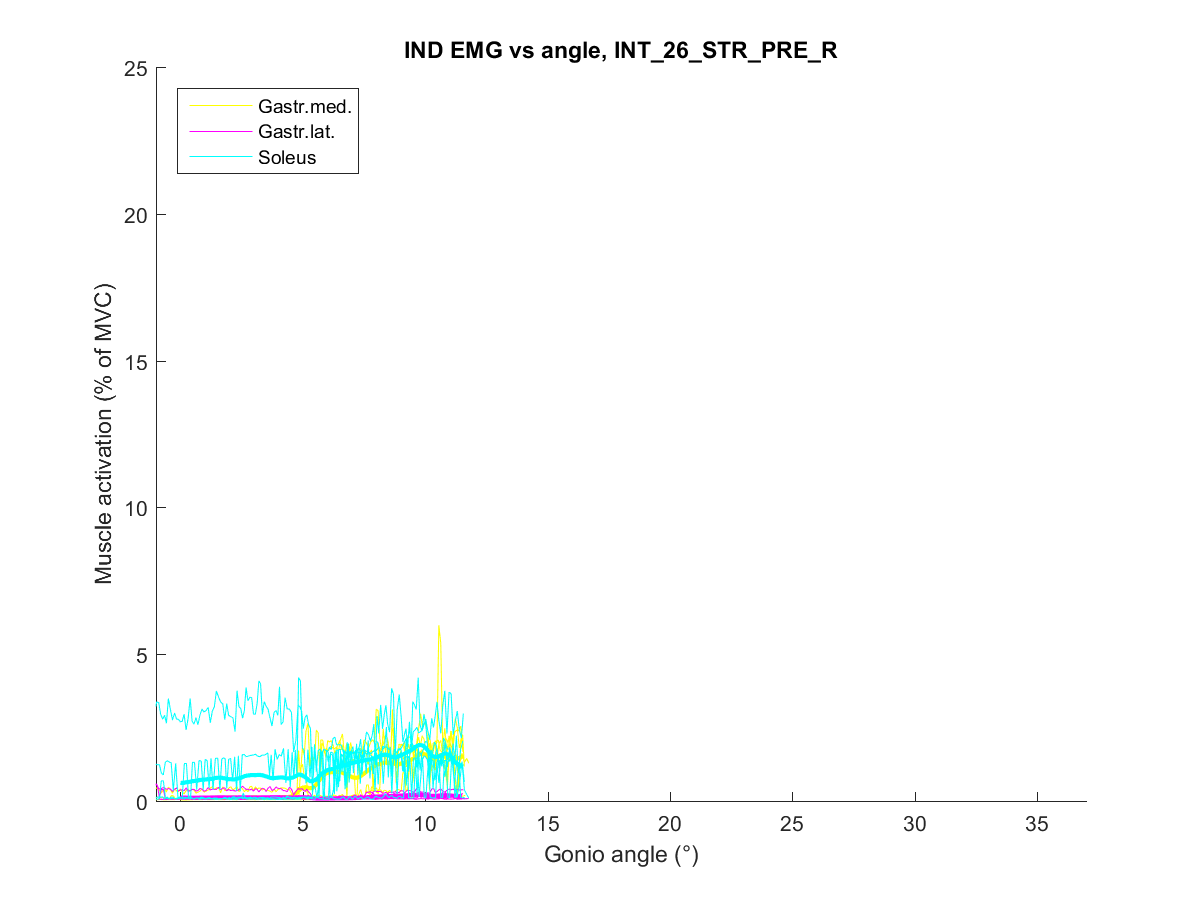 IND EMG vs angle, INT_26_STR_PRE_R
25
20
15
10
5
0
Muscle activation (% of MVC)
Gastr.med.
Gastr.lat.
Soleus
0 5 10 15 20 25 30 35
Gonio angle (°)